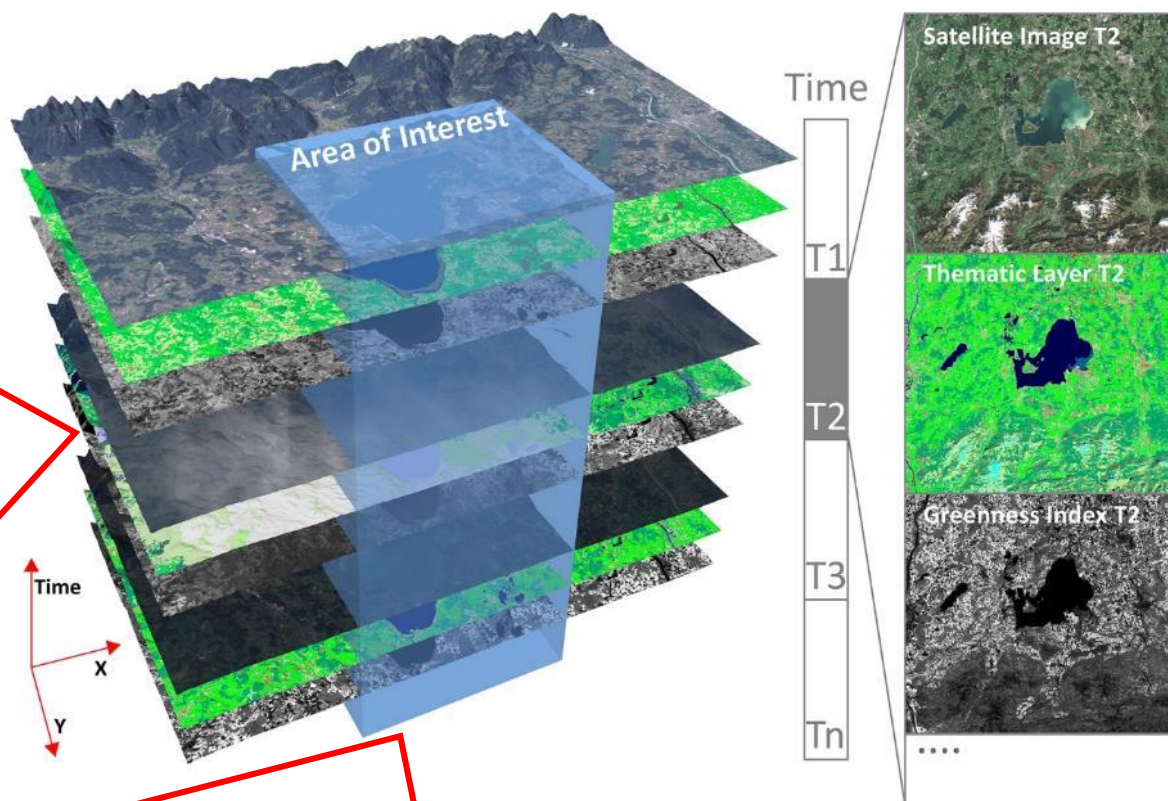 Area of Interest
Time
X
Y
Time
T1
T2
T3
Tn
Satellite Image T2
Thematic Layer T2
Greenness Index T2
....